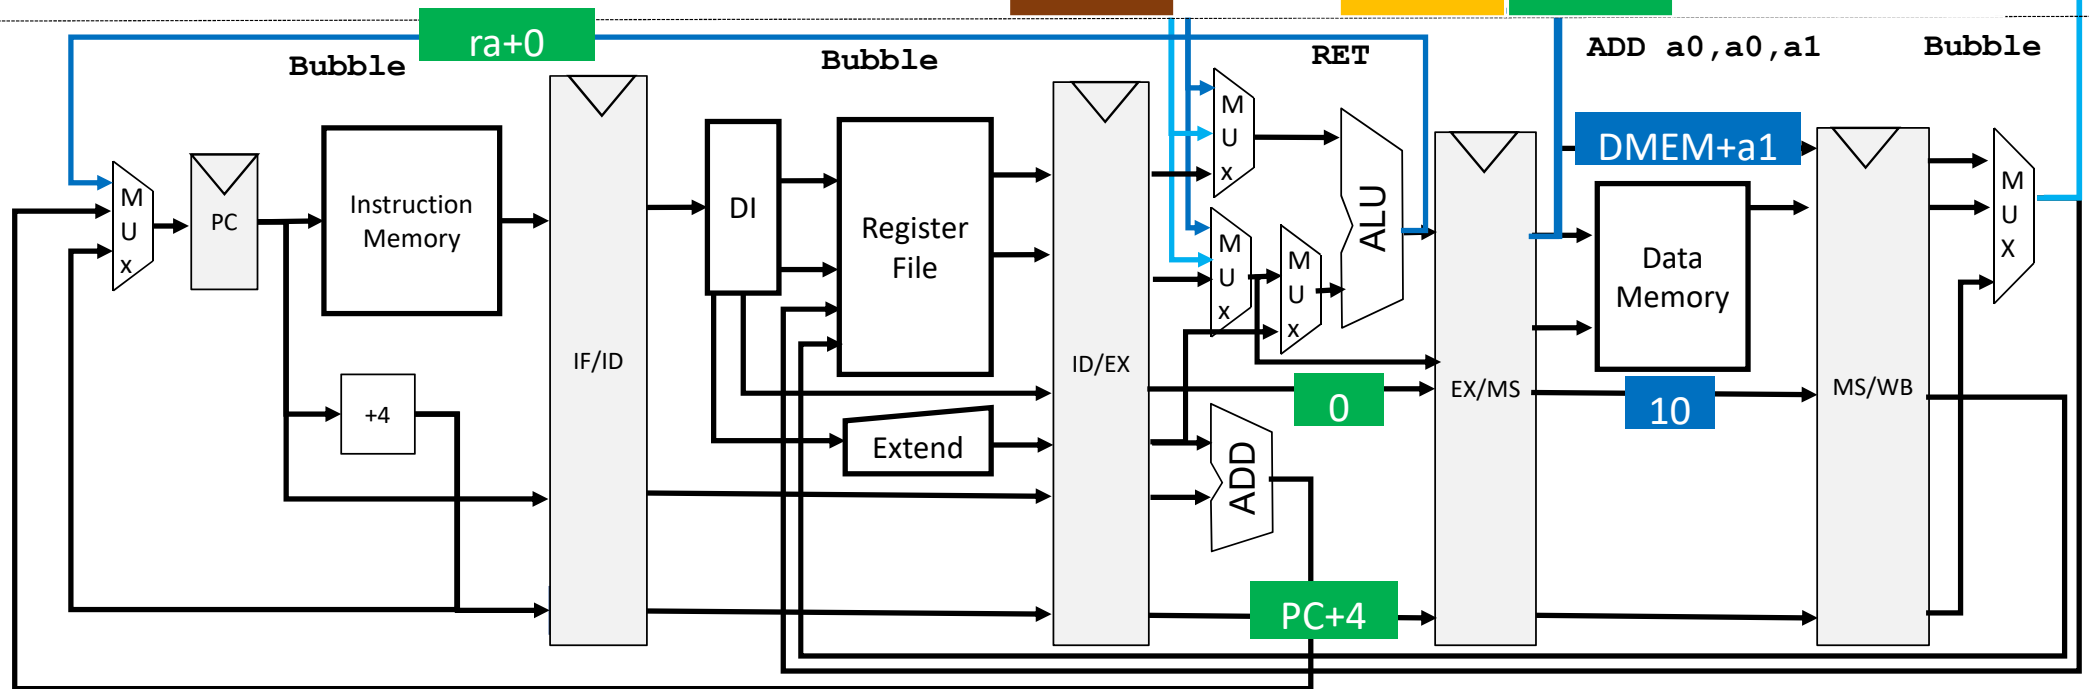 ra+0
Bubble
Bubble
RET
ADD a0,a0,a1
Bubble
M
U
x
PC
Instruction
Memory
+4
IF/ID
DI
Register
File
Extend
ID/EX
M
U
x
M
U
x
M
U
x
ALU
0
ADD
PC+4
EX/MS
DMEM+a1
Data
Memory
10
MS/WB
M
U
X